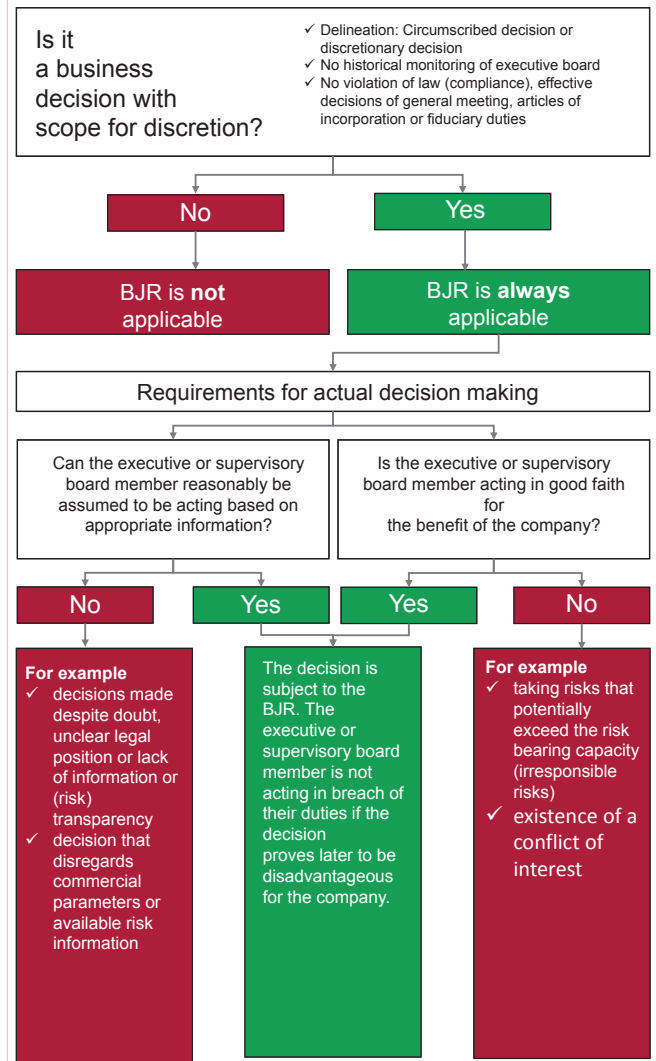 Is it
a business
decision with
scope for discretion?
✓ Delineation: Circumscribed decision or
discretionary decision
✓ No historical monitoring of executive board
✓ No violation of law (compliance), effective
decisions of general meeting, articles of
incorporation or fiduciary duties
No
Yes
BJR is not
applicable
BJR is always
applicable
Requirements for actual decision making
Can the executive or supervisory
board member reasonably be
assumed to be acting based on
appropriate information?
Is the executive or supervisory
board member acting in good faith
for
the benefit of the company?
No
Yes
Yes
No
For example
✓ decisions made
despite doubt,
unclear legal
position or lack
of information or
(risk)
transparency
✓ decision that
disregards
commercial
parameters or
available risk
information
The decision is
subject to the
BJR. The
executive or
supervisory board
member is not
acting in breach of
their duties if the
decision
proves later to be
disadvantageous
for the company.
For example
✓ taking risks that
potentially
exceed the risk
bearing capacity
(irresponsible
risks)
✓ existence of a
conflict of
interest